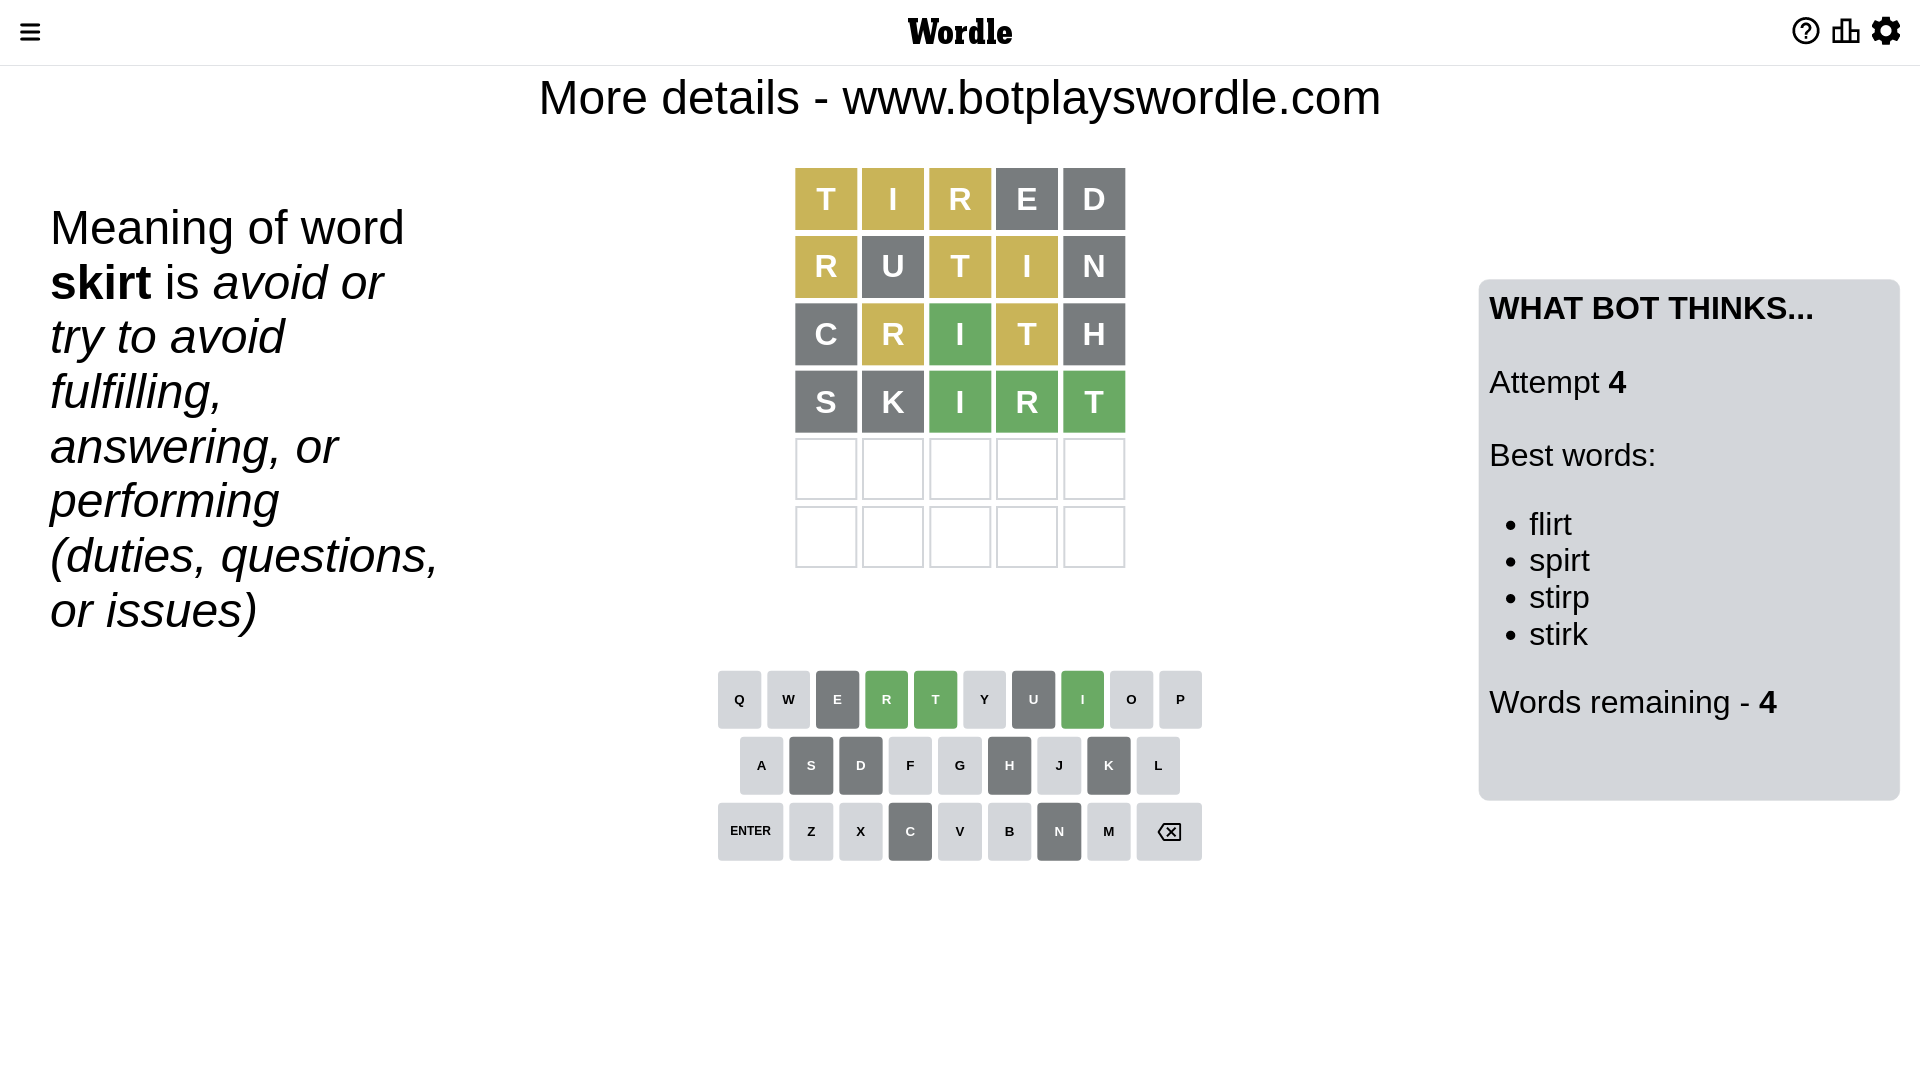 Wordle
More details - www.botplayswordle.com
Meaning of word
skirt is avoid or
try to avoid
fulfilling,
answering, or
performing
(duties, questions,
or issues)
T I R E D
R U T I N
C R I T H
S K I R T
WHAT BOT THINKS...
Attempt 4
Best words:
flirt
spirt
stirp
stirk
Words remaining - 4
Q W E R T Y U I O P
A S D F G H J K L
ENTER Z X C V B N M